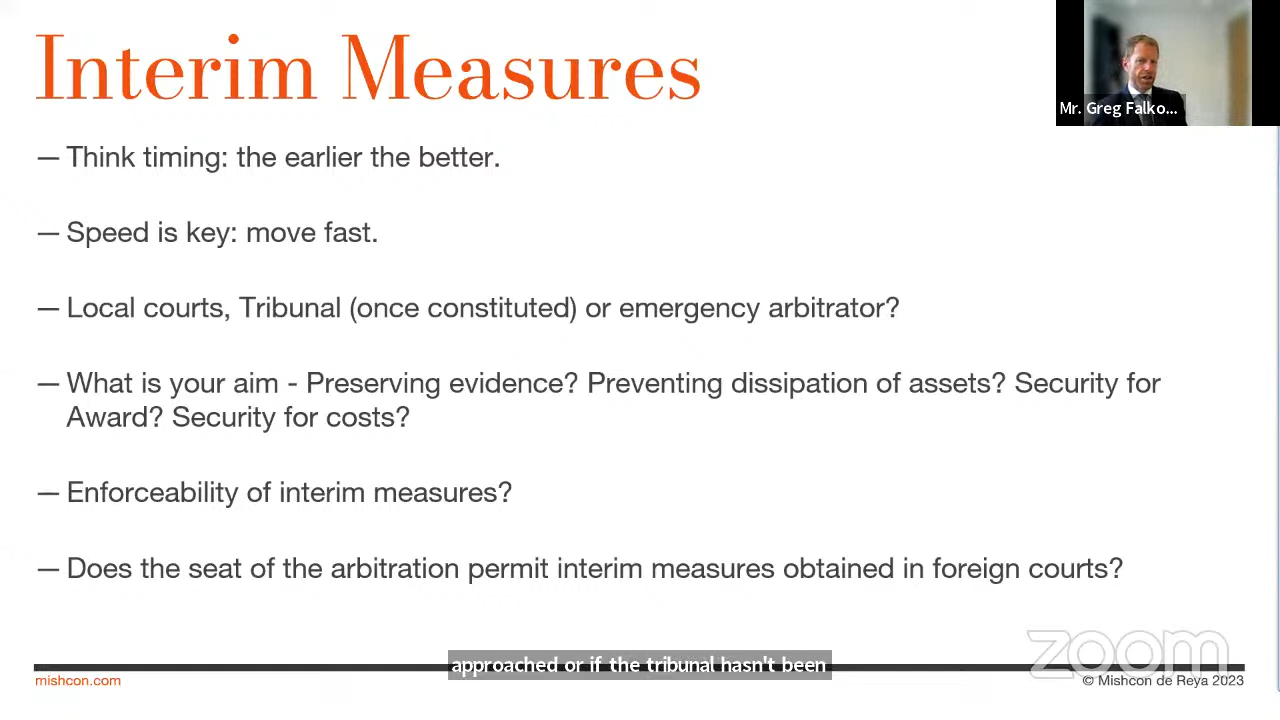 Interim Measures
Mr. Greg Falko...
— Think timing: the earlier the better.
— Speed is key: move fast.
— Local courts, Tribunal (once constituted) or emergency arbitrator?
— What is your aim - Preserving evidence? Preventing dissipation of assets? Security for
Award? Security for costs?
— Enforceability of interim measures?
— Does the seat of the arbitration permit interim measures obtained in foreign courts?
zoom
approached or if the tribunal hasn't been
mishcon.com
© Mishcon de Reya 2023